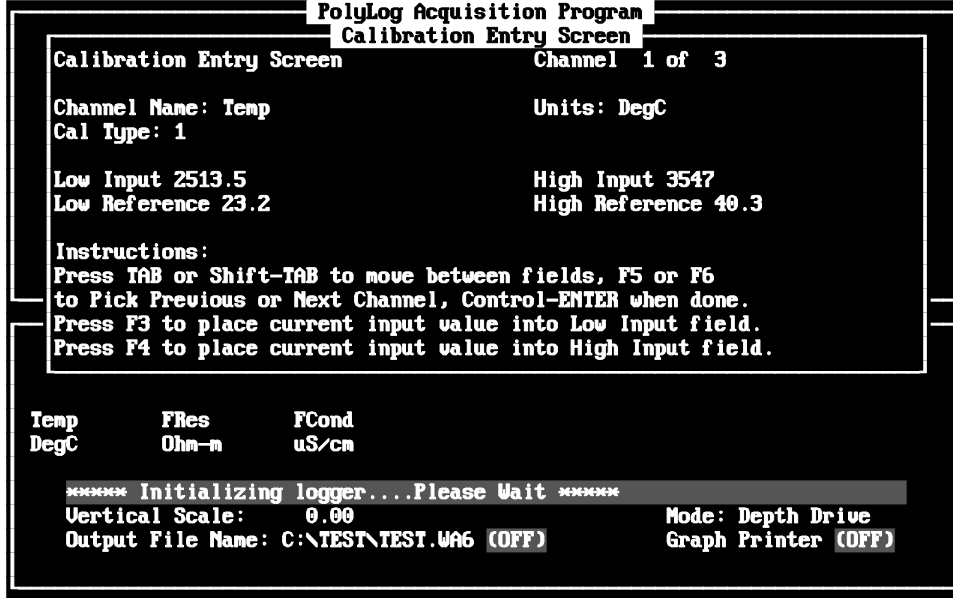 PolyLog Acquisition Program
Calibration Entry Screen
Calibration Entry Screen Channel 1 of 3
Channel Name: Temp Units: DegC
Cal Type: 1
Low Input 2513.5 High Input 3547
Low Reference 23.2 High Reference 40.3
Instructions:
Press TAB or Shift-TAB to move between fields, F5 or F6
to Pick Previous or Next Channel, Control-ENTER when done.
Press F3 to place current input value into Low Input field.
Press F4 to place current input value into High Input field.
Temp FRes FCond
DegC Ohm-m uS/cm
***** Initializing logger....Please Wait *****
Vertical Scale: 0.00 Mode: Depth Drive
Output File Name: C:\TEST\TEST.WA6 (OFF) Graph Printer (OFF)